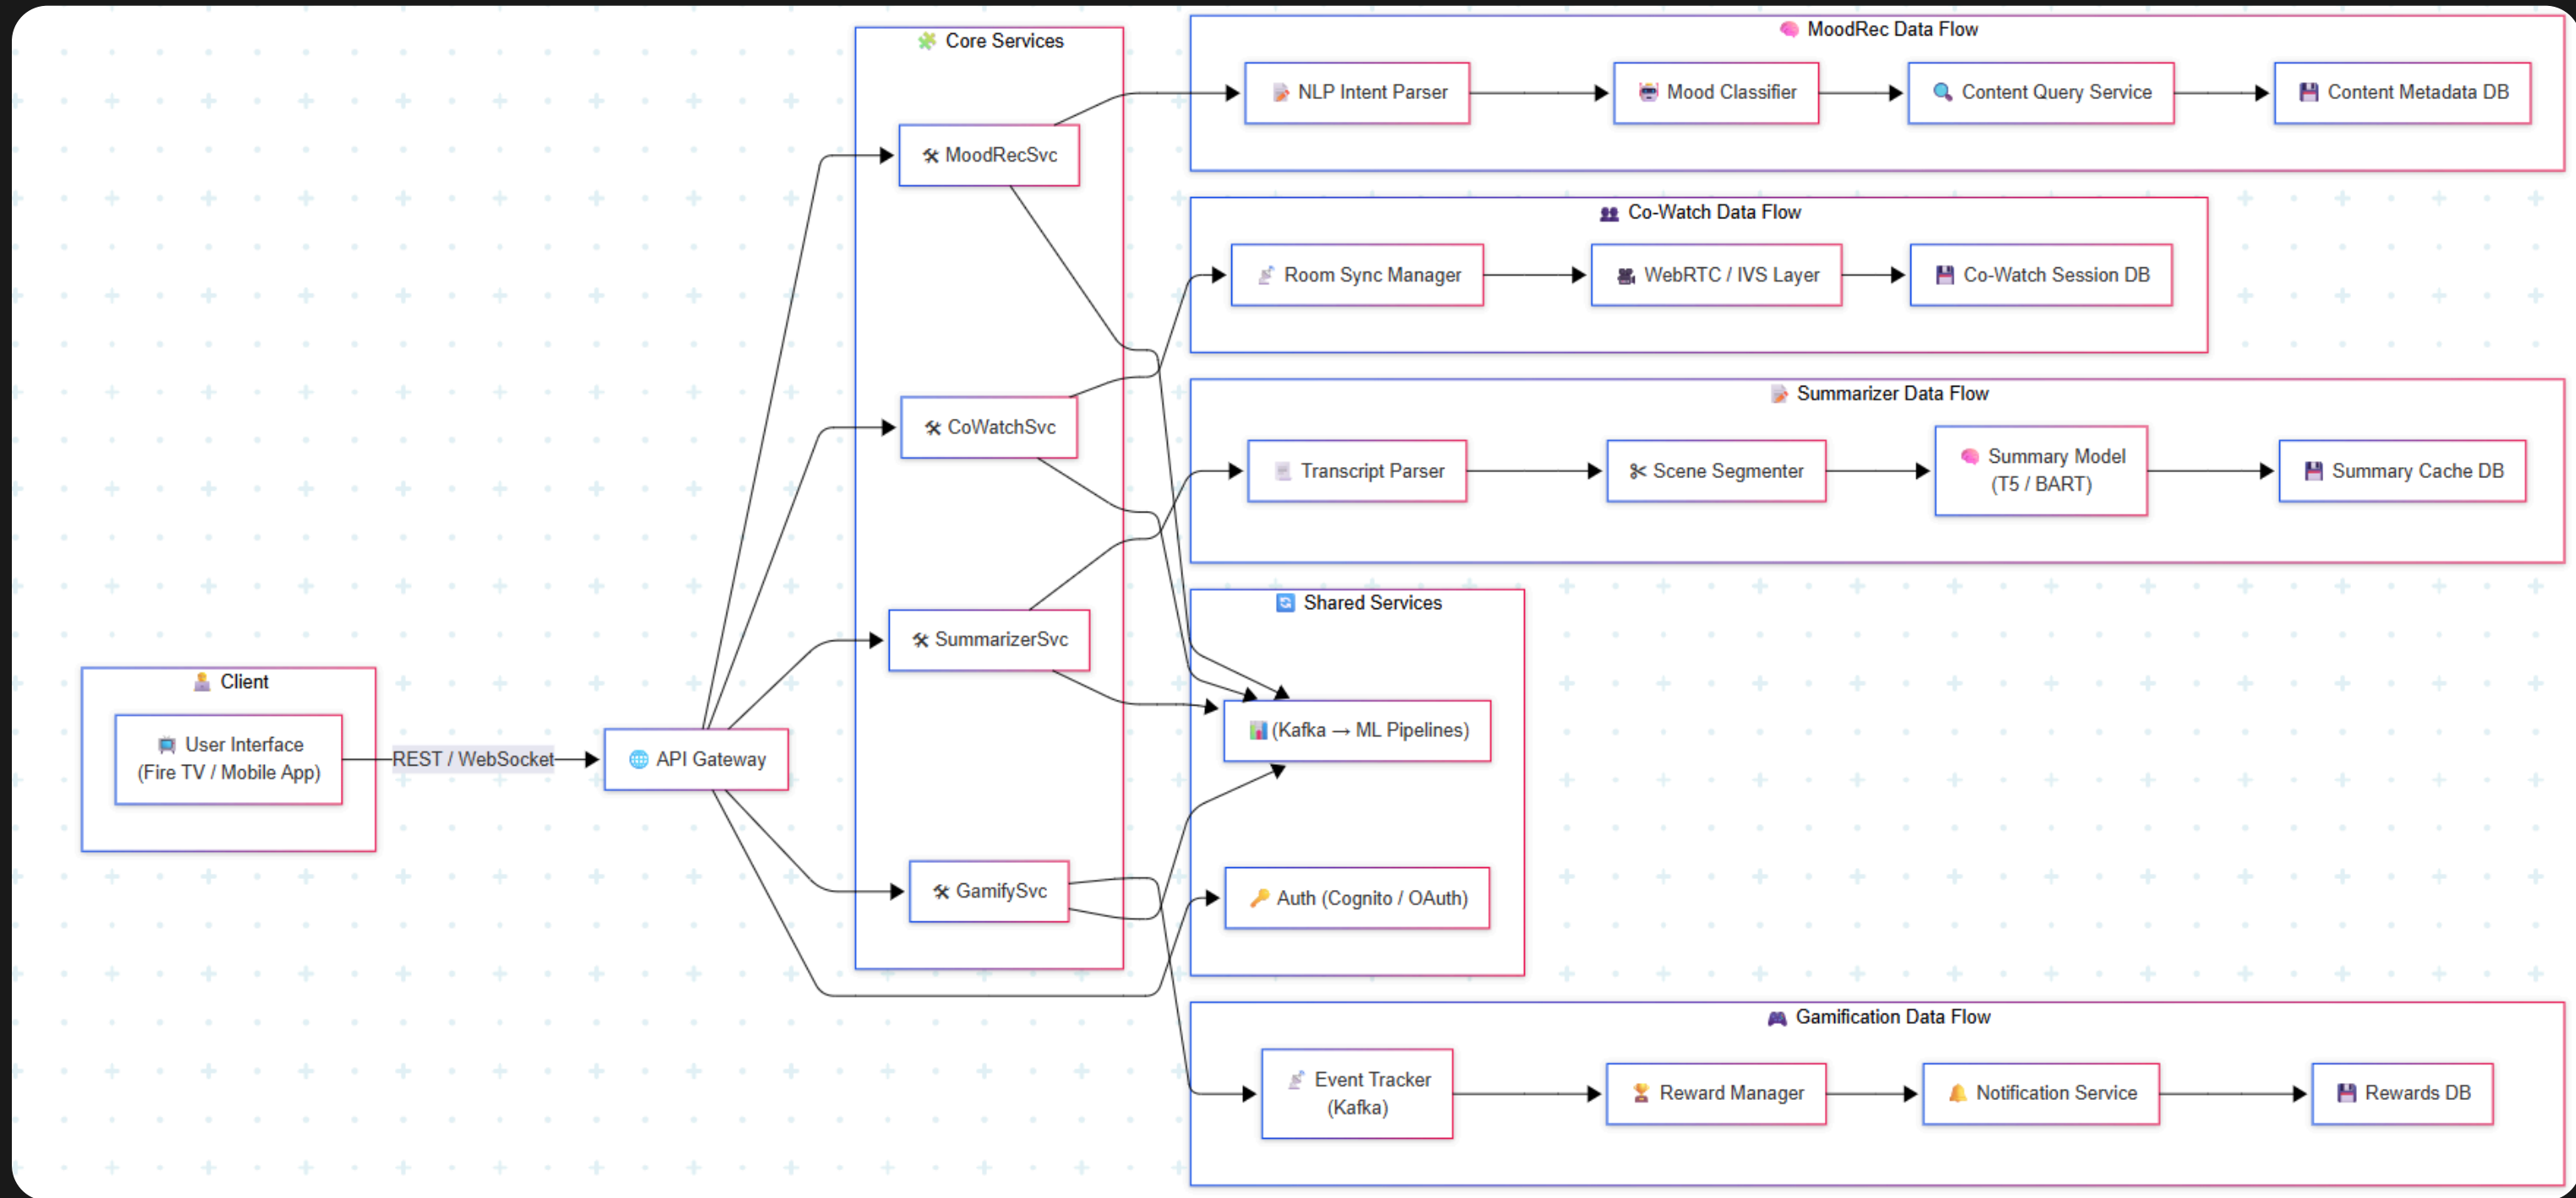 Client
User Interface
(Fire TV / Mobile App)
REST / WebSocket
API Gateway
Core Services
MoodRecSvc
CoWatchSvc
SummarizerSvc
GamifySvc
MoodRec Data Flow
NLP Intent Parser
Mood Classifier
Content Query Service
Content Metadata DB
Co-Watch Data Flow
Room Sync Manager
WebRTC / IVS Layer
Co-Watch Session DB
Summarizer Data Flow
Transcript Parser
Scene Segmenter
Summary Model
(T5 / BART)
Summary Cache DB
Shared Services
(Kafka → ML Pipelines)
Auth (Cognito / OAuth)
Gamification Data Flow
Event Tracker
(Kafka)
Reward Manager
Notification Service
Rewards DB